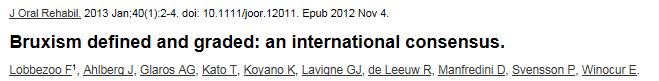 J Oral Rehabil. 2013 Jan;40(1):2-4. doi: 10.1111/joor.12011. Epub 2012 Nov 4.
Bruxism defined and graded: an international consensus.
Lobbezoo F¹, Ahlberg J, Glaros AG, Kato T, Koyano K, Lavigne GJ, de Leeuw R, Manfredini D, Svensson P, Winocur E.